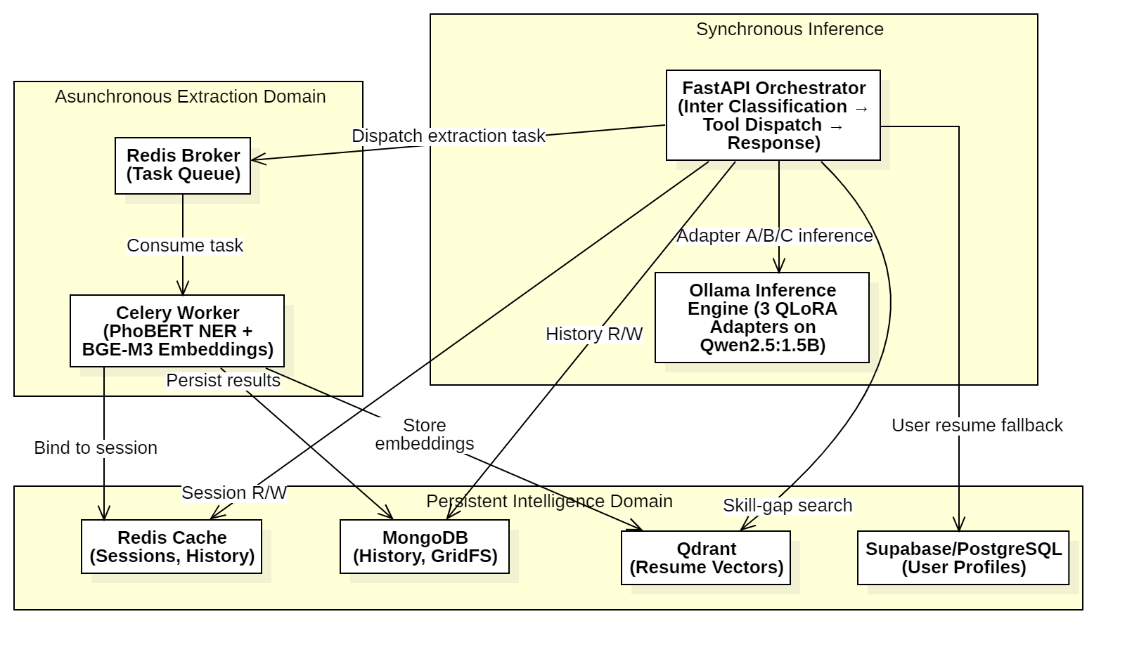 Synchronous Inference
FastAPI Orchestrator
(Inter Classification →
Tool Dispatch →
Response)
Asunchronous Extraction Domain
Dispatch extraction task
Redis Broker
(Task Queue)
Consume task
Adapter A/B/C inference
Ollama Inference
Engine (3 QLoRA
Adapters on
Qwen2.5:1.5B)
Celery Worker
(PhoBERT NER +
BGE-M3 Embeddings)
History R/W
Persist results
Store
embeddings
User resume fallback
Bind to session
Session R/W
Persistent Intelligence Domain
Skill-gap search
Redis Cache
(Sessions, History)
MongoDB
(History, GridFS)
Qdrant
(Resume Vectors)
Supabase/PostgreSQL
(User Profiles)